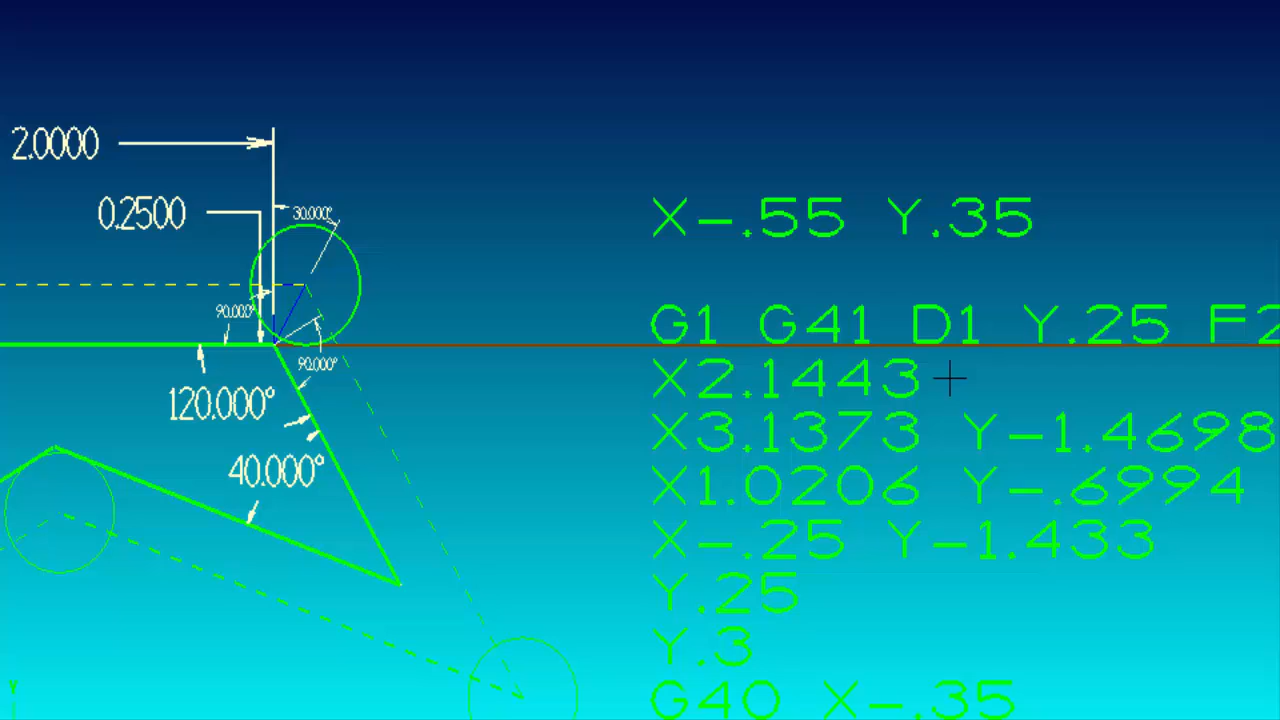 2.0000
0.2500
30.000°
90.000°
90.000°
120.000°
40.000°
Y
X-.55 Y.35
G1 G41 D1 Y.25 F2
X2.1443
X3.1373 Y-1.4698
X1.0206 Y-.6994
X-.25 Y-1.433
Y.25
Y.3
G40 X-.35